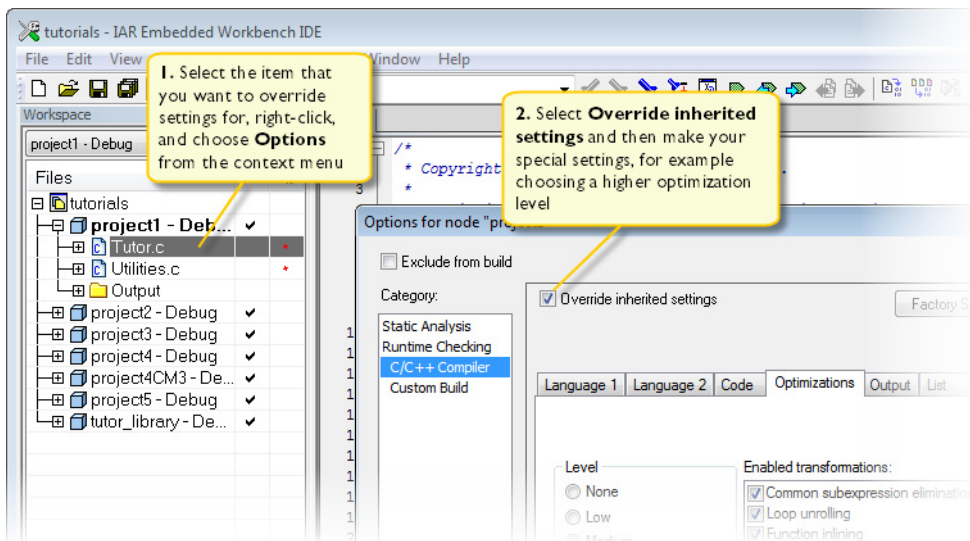 tutorials - IAR Embedded Workbench IDE
File Edit View Window Help
1. Select the item that
you want to override
settings for, right-click,
and choose Options
from the context menu
2. Select Override inherited
settings and then make your
special settings, for example
choosing a higher optimization
level
Workspace
project1 - Debug
Files
tutorials
project1 - Deb...
Tutor.c
Utilities.c
Output
project2 - Debug
project3 - Debug
project4 - Debug
project4CM3 - De...
project5 - Debug
tutor_library - De...
/*
* Copyright
3 *
Options for node "proje
Exclude from build
Category:
Static Analysis
Runtime Checking
C/C++ Compiler
Custom Build
Override inherited settings
Factory S
Language 1 Language 2 Code Optimizations Output List
Level
None
Low
Medium
Enabled transformations:
Common subexpression elimination
Loop unrolling
Function inlining